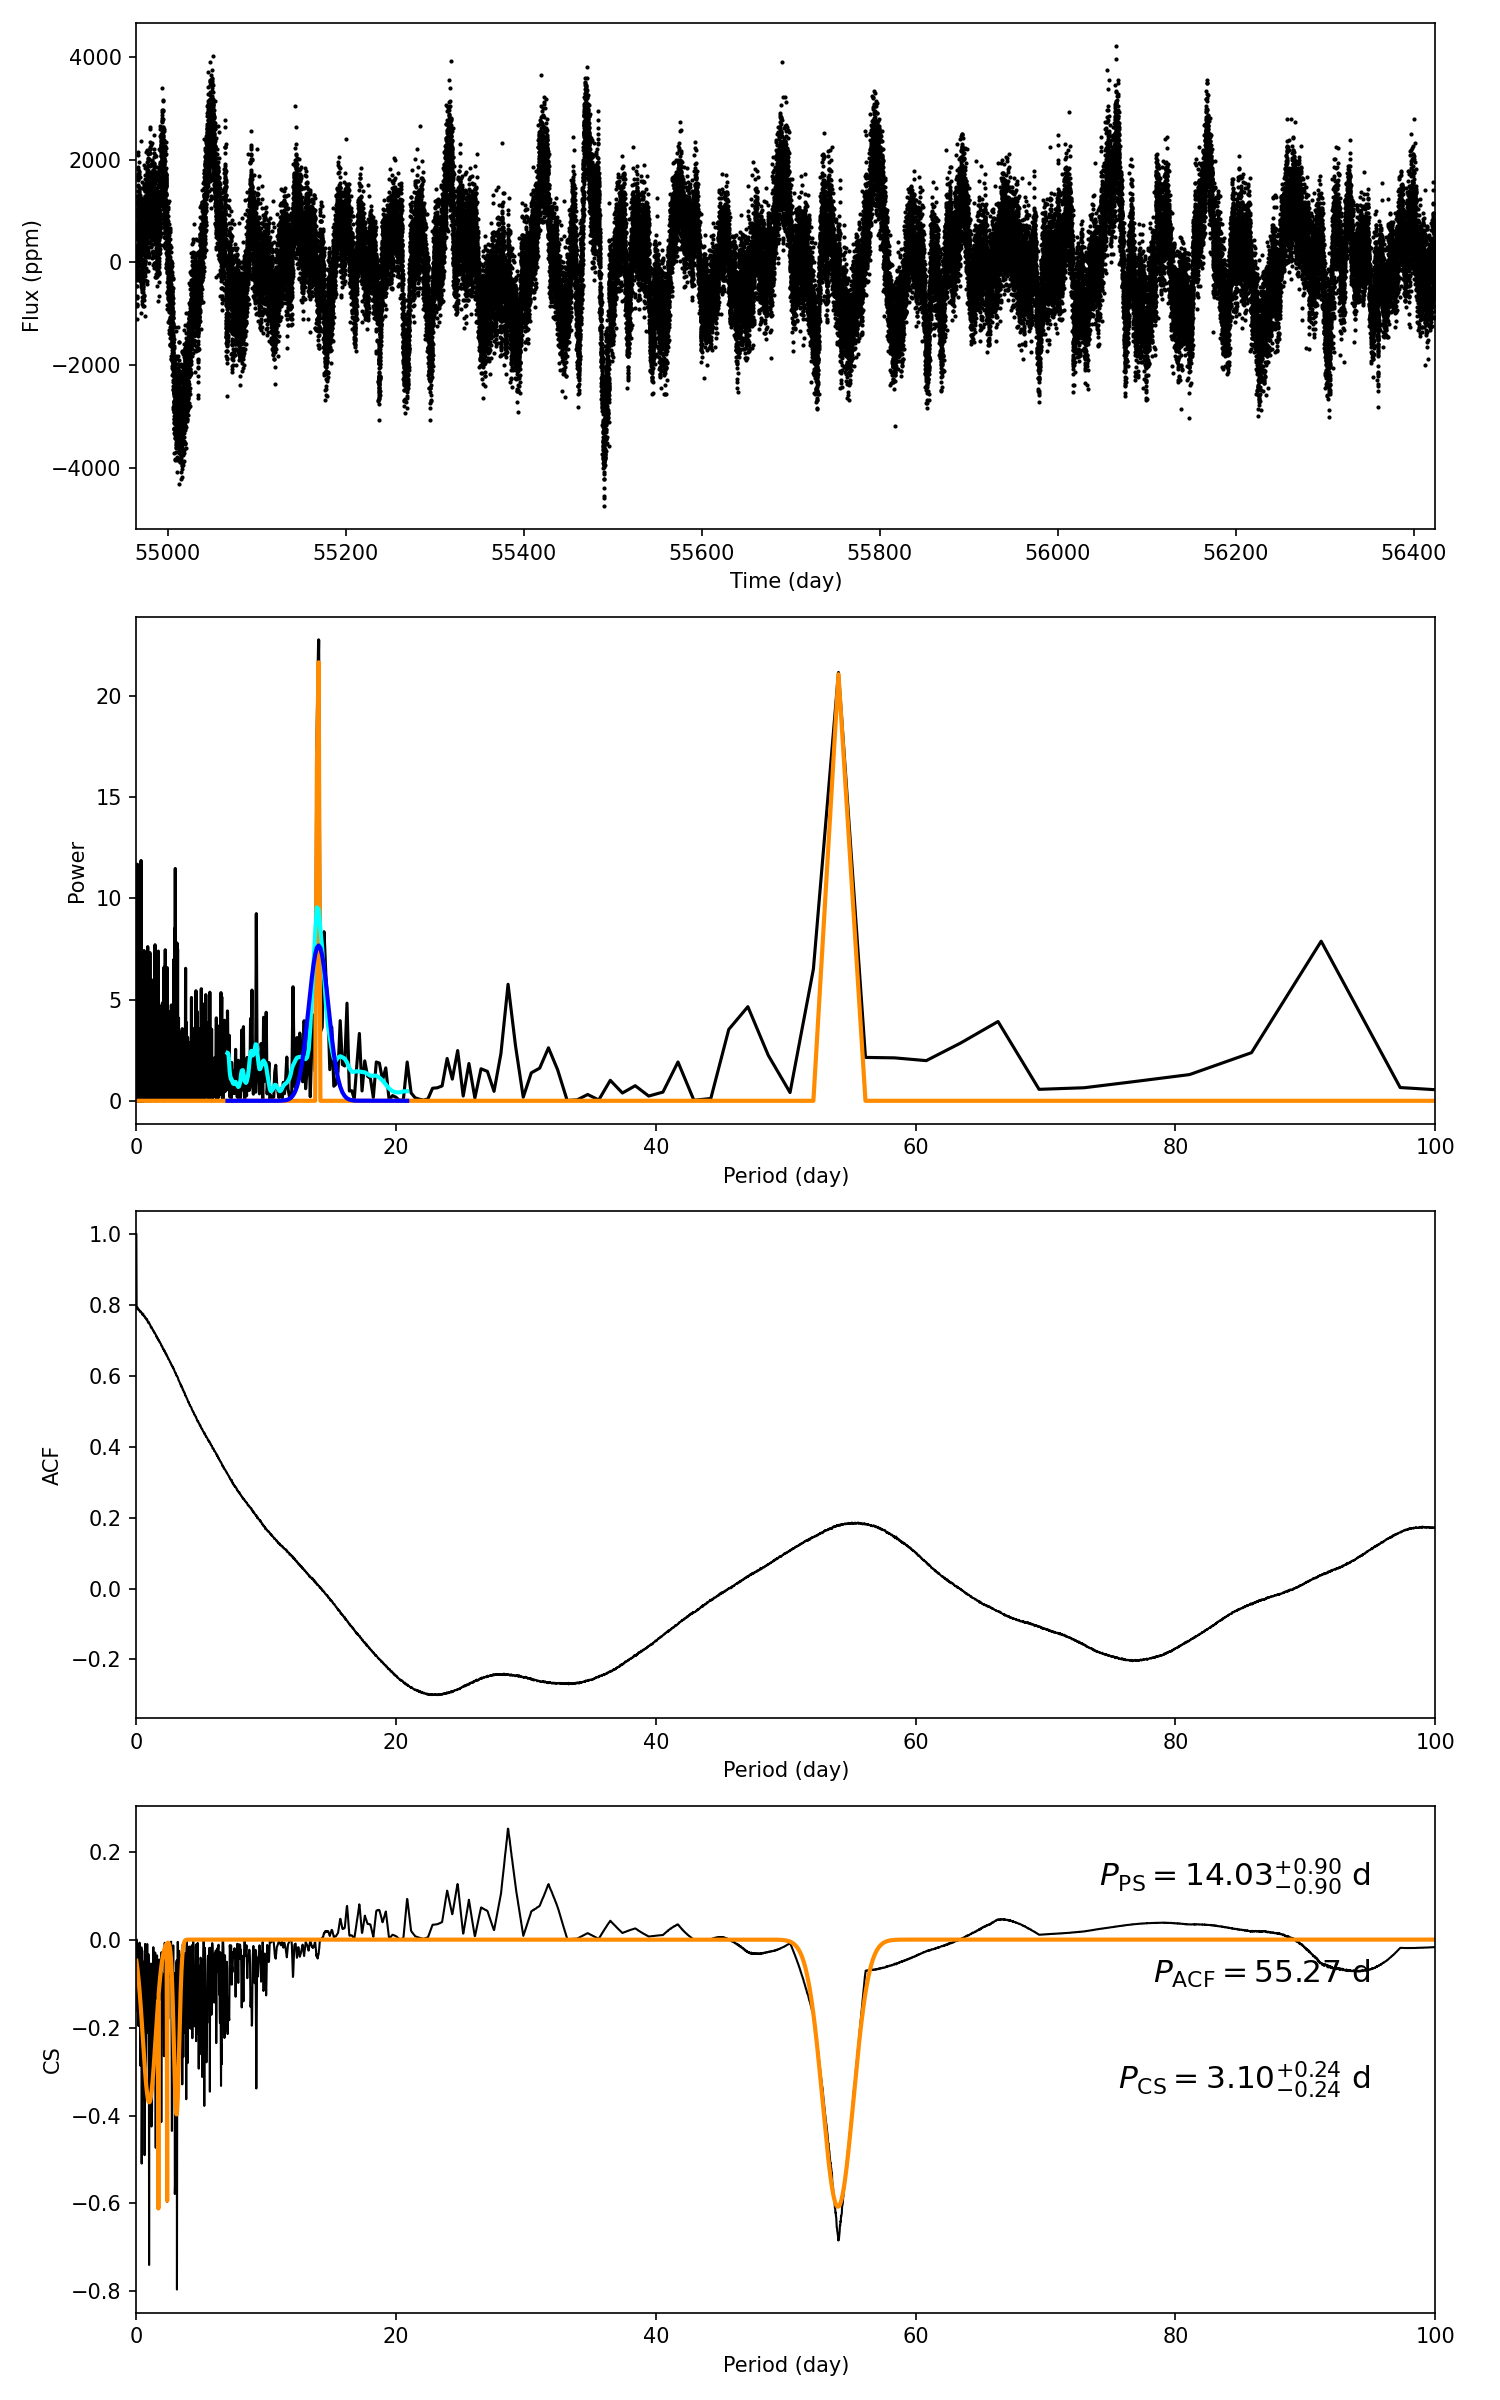 4000
2000
0
−2000
−4000
Flux (ppm)
55000 55200 55400 55600 55800 56000 56200 56400
Time (day)
20
15
10
5
0
Power
0 20 40 60 80 100
Period (day)
1.0
0.8
0.6
0.4
0.2
0.0
−0.2
ACF
0 20 40 60 80 100
Period (day)
0.2
0.0
−0.2
−0.4
−0.6
−0.8
CS
P_PS = 14.03^{+0.90}_{−0.90} d
P_ACF = 55.27 d
P_CS = 3.10^{+0.24}_{−0.24} d
0 20 40 60 80 100
Period (day)